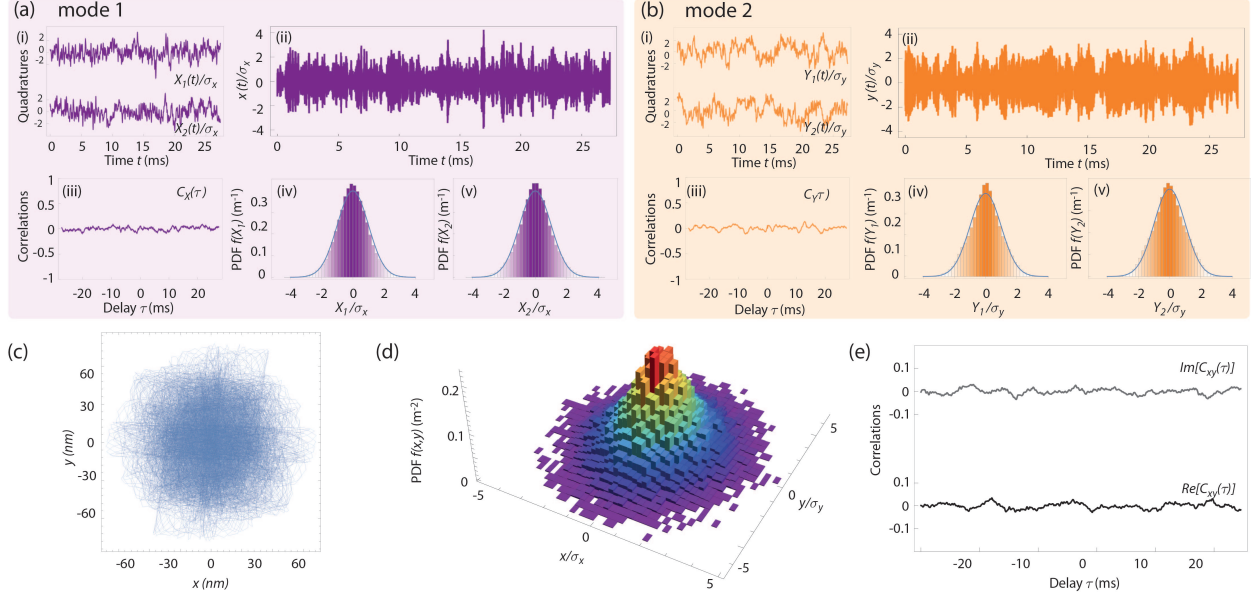 (a) mode 1
(i)
Quadratures
2
0
-2
X₁(t)/σₓ
2
0
-2
X₂(t)/σₓ
0 5 10 15 20 25
Time t (ms)
(ii)
x(t)/σₓ
4
2
0
-2
-4
0 5 10 15 20 25
Time t (ms)
(iii)
Correlations
1
0.5
0
-0.5
-1
Cₓ(τ)
-20 -10 0 10 20
Delay τ (ms)
(iv)
PDF f(X₁) (m⁻¹)
0.3
0.2
0.1
0
-4 -2 0 2 4
X₁/σₓ
(v)
PDF f(X₂) (m⁻¹)
-4 -2 0 2 4
X₂/σₓ
(b) mode 2
(i)
Quadratures
2
0
-2
Y₁(t)/σy
2
0
-2
Y₂(t)/σy
0 5 10 15 20 25
Time t (ms)
(ii)
y(t)/σy
4
2
0
-2
-4
0 5 10 15 20 25
Time t (ms)
(iii)
Correlations
1
0.5
0
-0.5
-1
CYτ)
-20 -10 0 10 20
Delay τ (ms)
(iv)
PDF f(Y₁) (m⁻¹)
0.3
0.2
0.1
0
-4 -2 0 2 4
Y₁/σy
(v)
PDF f(Y₂) (m⁻¹)
-4 -2 0 2 4
Y₂/σy
(c)
y (nm)
60
30
0
-30
-60
-60 -30 0 30 60
x (nm)
(d)
PDF f(x,y) (m⁻²)
0.2
0.1
0
-5
0
5
x/σₓ
-5
0
5
y/σy
(e)
Correlations
0.1
0
-0.1
Im[Cxy(τ)]
0.1
0
-0.1
Re[Cxy(τ)]
-20 -10 0 10 20
Delay τ (ms)